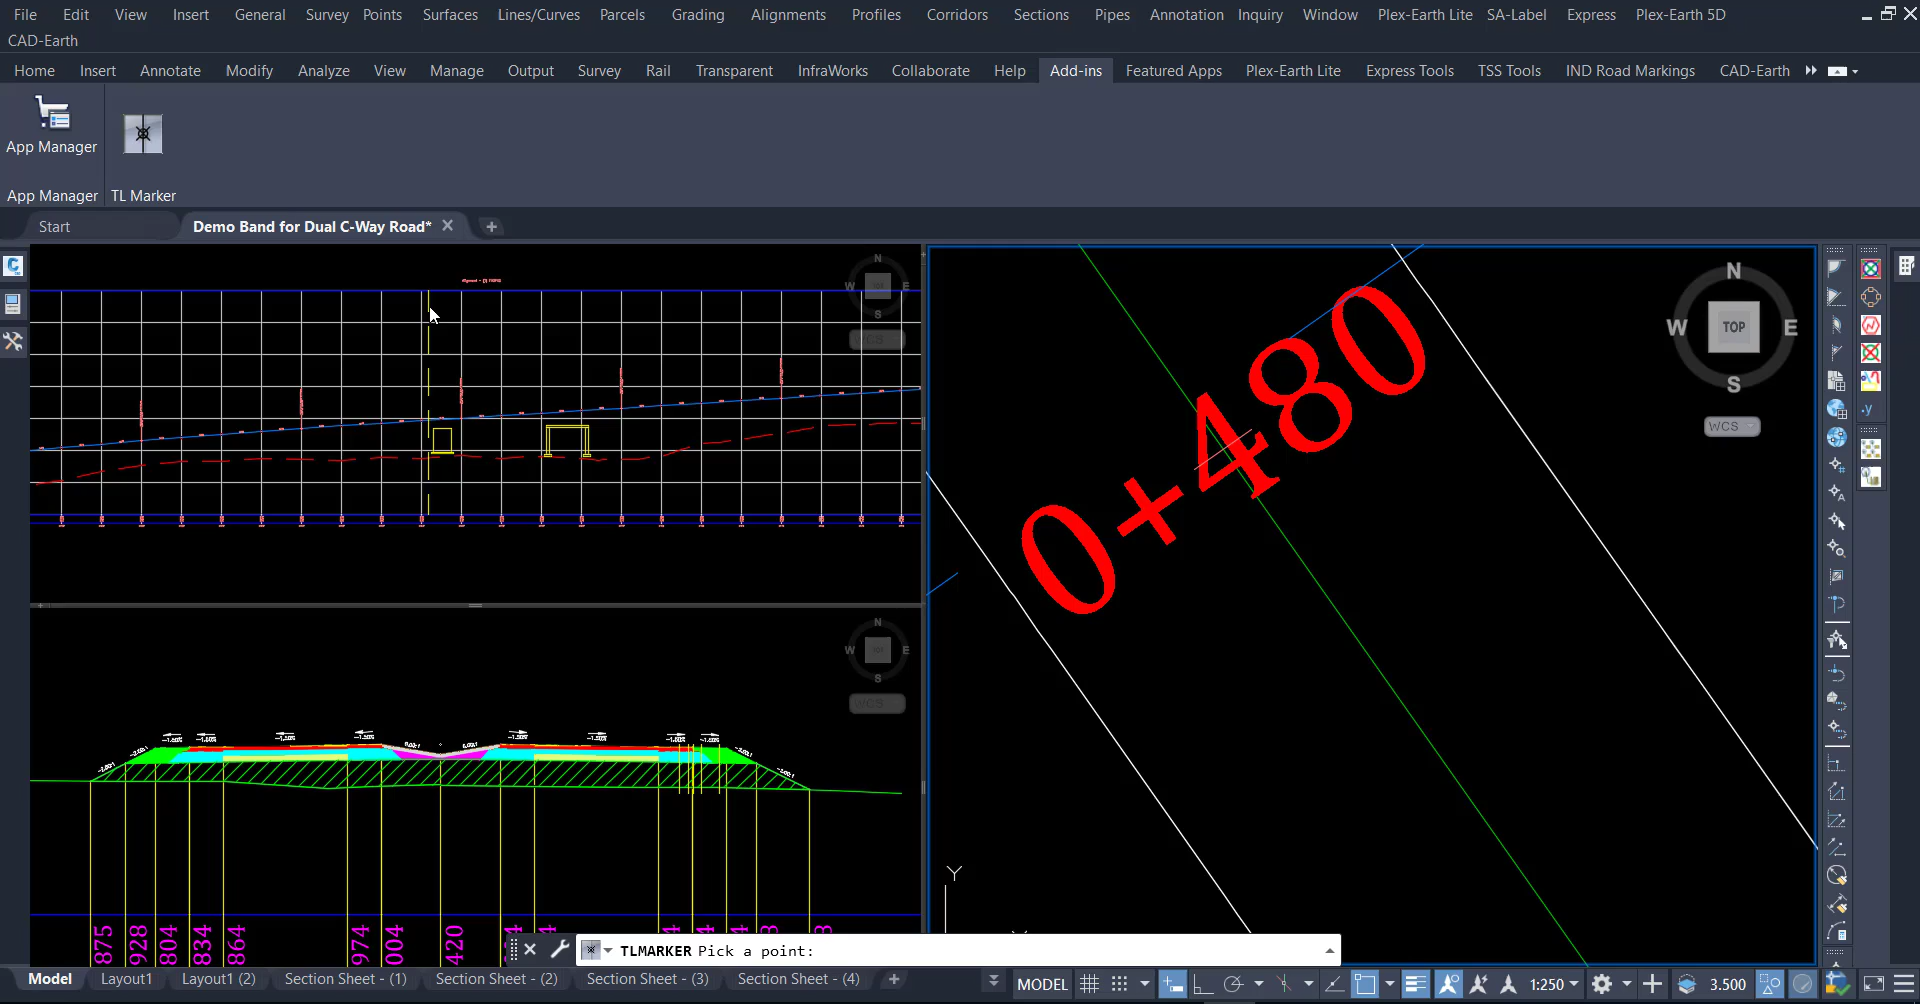 File Edit View Insert General Survey Points Surfaces Lines/Curves Parcels Grading Alignments Profiles Corridors Sections Pipes Annotation Inquiry Window Plex-Earth Lite SA-Label Express Plex-Earth 5D
CAD-Earth
Home Insert Annotate Modify Analyze View Manage Output Survey Rail Transparent InfraWorks Collaborate Help Add-ins Featured Apps Plex-Earth Lite Express Tools TSS Tools IND Road Markings CAD-Earth
App Manager
App Manager TL Marker
Start Demo Band for Dual C-Way Road*
N
W E
S
WCS
0+480
N
W TOP E
S
WCS
N
W E
S
WCS
Y
875 928 804 834 864 974 004 420
TLMARKER Pick a point:
Model Layout1 Layout1 (2) Section Sheet - (1) Section Sheet - (2) Section Sheet - (3) Section Sheet - (4) MODEL 1:250 3.500